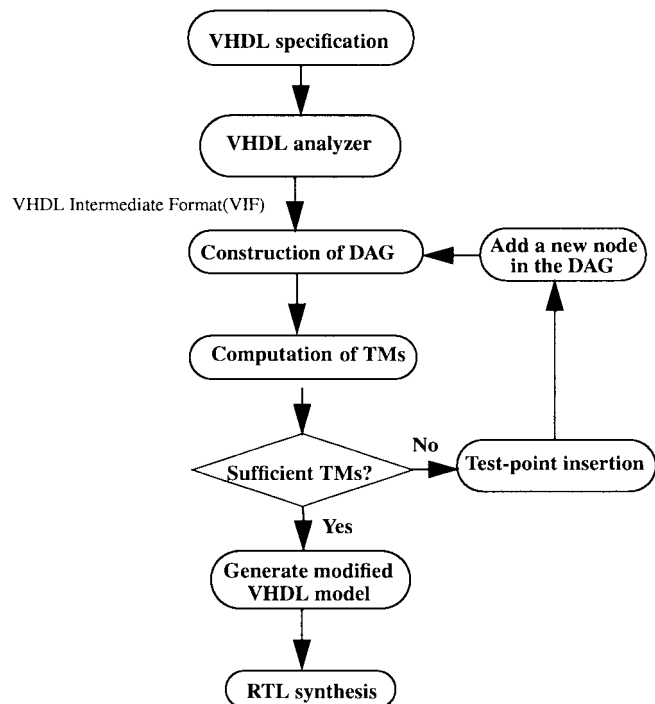 VHDL specification
VHDL analyzer
VHDL Intermediate Format(VIF)
Construction of DAG
Add a new node
in the DAG
Computation of TMs
No
Sufficient TMs?
Test-point insertion
Yes
Generate modified
VHDL model
RTL synthesis